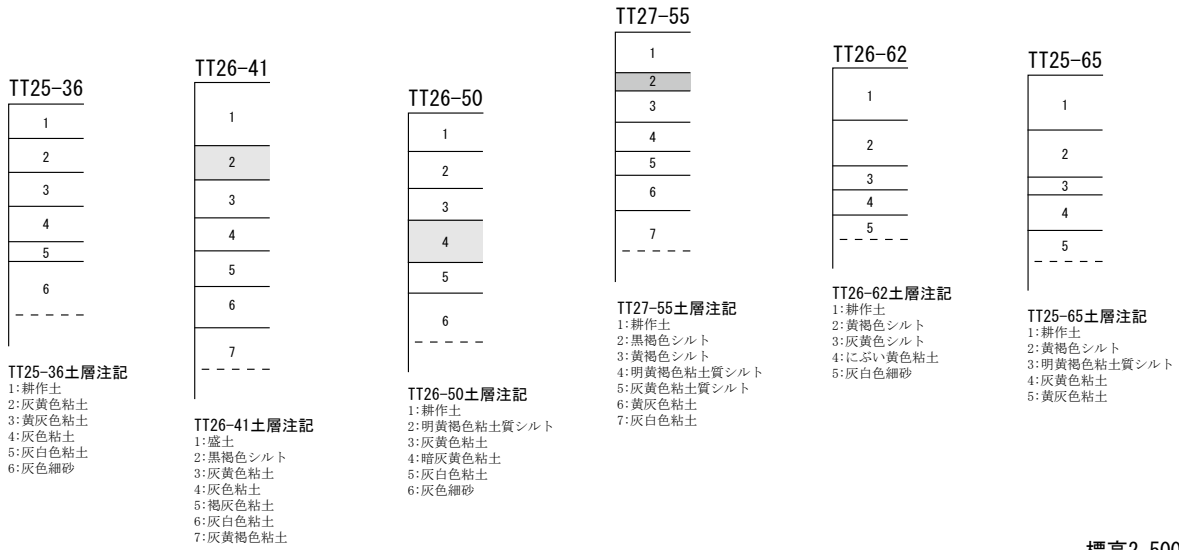 TT25-36
1
2
3
4
5
6
TT25-36土層注記
1:耕作土
2:灰黄色粘土
3:黄灰色粘土
4:灰色粘土
5:灰白色粘土
6:灰色細砂
TT26-41
1
2
3
4
5
6
7
TT26-41土層注記
1:盛土
2:黒褐色シルト
3:灰黄色粘土
4:灰色粘土
5:褐灰色粘土
6:灰白色粘土
7:灰黄褐色粘土
TT26-50
1
2
3
4
5
6
TT26-50土層注記
1:耕作土
2:明黄褐色粘土質シルト
3:灰黄色粘土
4:暗灰黄色粘土
5:灰白色粘土
6:灰色細砂
TT27-55
1
2
3
4
5
6
7
TT27-55土層注記
1:耕作土
2:黒褐色シルト
3:黄褐色シルト
4:明黄褐色粘土質シルト
5:灰黄色粘土質シルト
6:黄灰色粘土
7:灰白色粘土
TT26-62
1
2
3
4
5
TT26-62土層注記
1:耕作土
2:黄褐色シルト
3:灰黄色シルト
4:にぶい黄色粘土
5:灰白色細砂
TT25-65
1
2
3
4
5
TT25-65土層注記
1:耕作土
2:黄褐色シルト
3:明黄褐色粘土質シルト
4:灰黄色粘土
5:黄灰色粘土
標高2.500